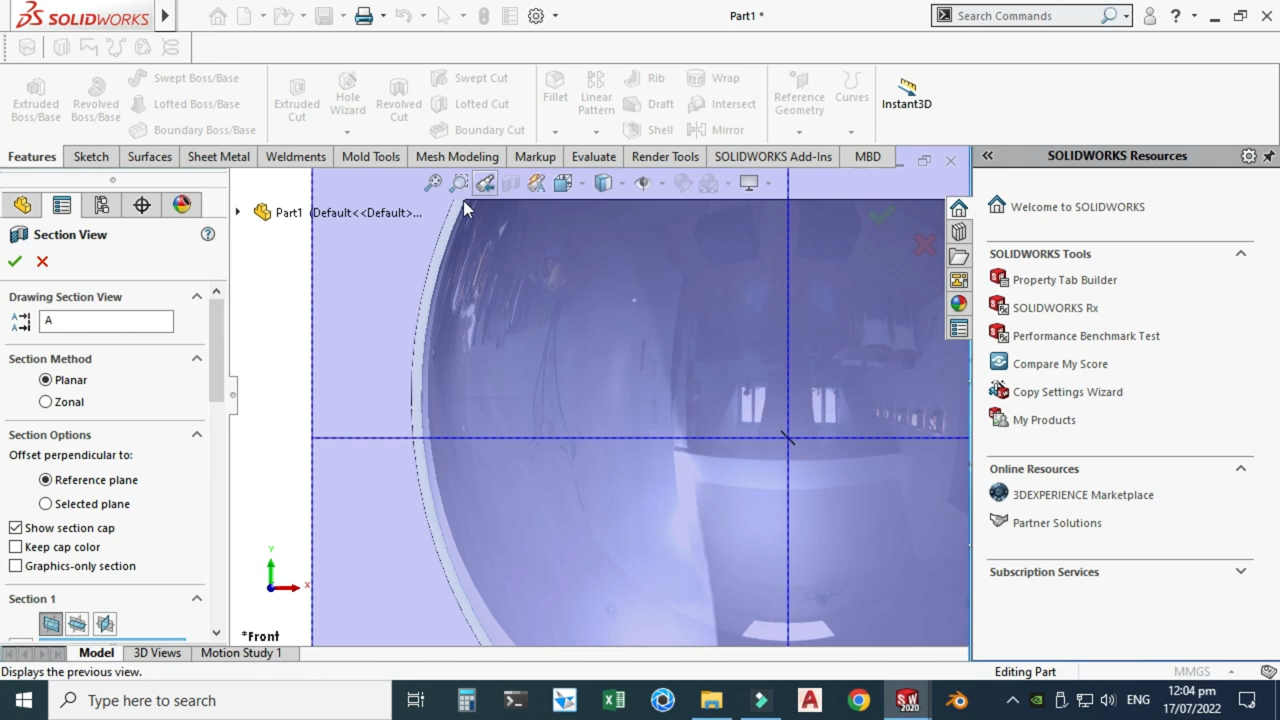 SOLIDWORKS
Part1 *
Search Commands
Extruded Boss/Base
Revolved Boss/Base
Swept Boss/Base
Lofted Boss/Base
Boundary Boss/Base
Extruded Cut
Hole Wizard
Revolved Cut
Swept Cut
Lofted Cut
Boundary Cut
Fillet
Linear Pattern
Rib
Draft
Shell
Wrap
Intersect
Mirror
Reference Geometry
Curves
Instant3D
Features Sketch Surfaces Sheet Metal Weldments Mold Tools Mesh Modeling Markup Evaluate Render Tools SOLIDWORKS Add-Ins MBD
Part1 (Default<<Default>...
Section View
Drawing Section View
A
Section Method
Planar
Zonal
Section Options
Offset perpendicular to:
Reference plane
Selected plane
Show section cap
Keep cap color
Graphics-only section
Section 1
Y
X
*Front
SOLIDWORKS Resources
Welcome to SOLIDWORKS
SOLIDWORKS Tools
Property Tab Builder
SOLIDWORKS Rx
Performance Benchmark Test
Compare My Score
Copy Settings Wizard
My Products
Online Resources
3DEXPERIENCE Marketplace
Partner Solutions
Subscription Services
Model 3D Views Motion Study 1
Displays the previous view.
Editing Part
MMGS
Type here to search
ENG
12:04 pm
17/07/2022